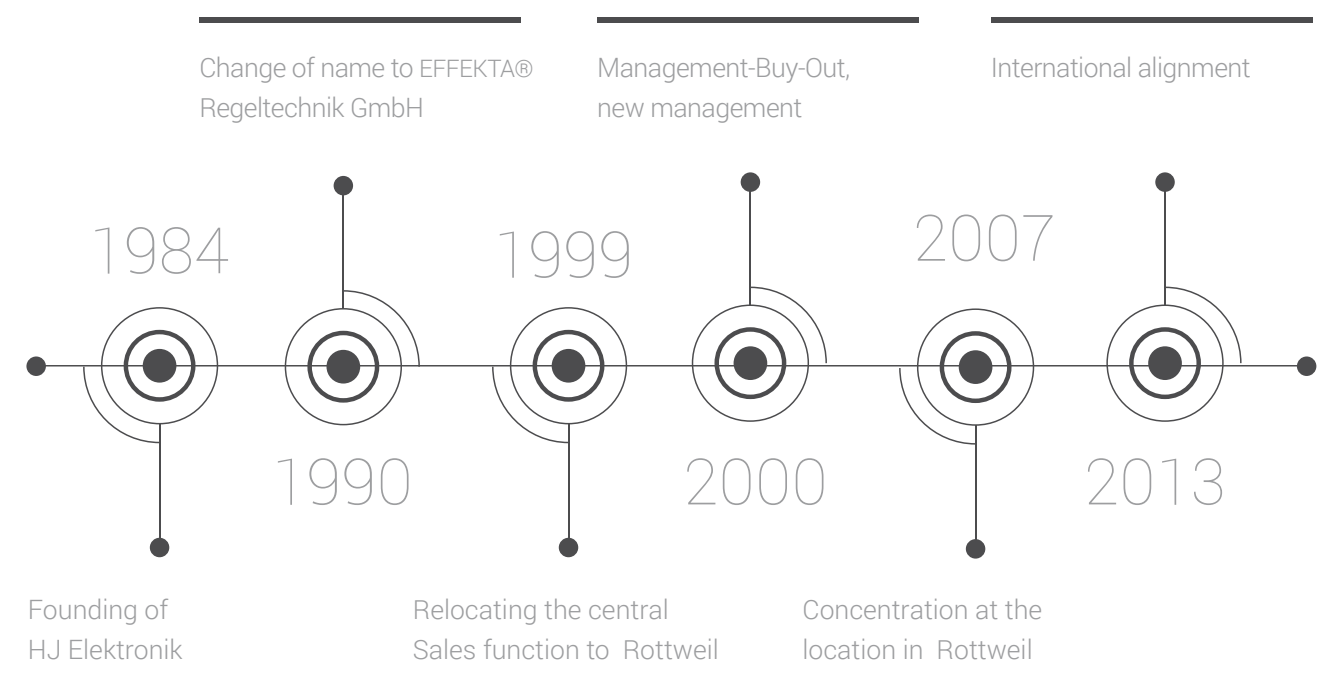 Change of name to EFFEKTA®
Regeltechnik GmbH
Management-Buy-Out,
new management
International alignment
1984
1999
2007
1990
2000
2013
Founding of
HJ Elektronik
Relocating the central
Sales function to Rottweil
Concentration at the
location in Rottweil